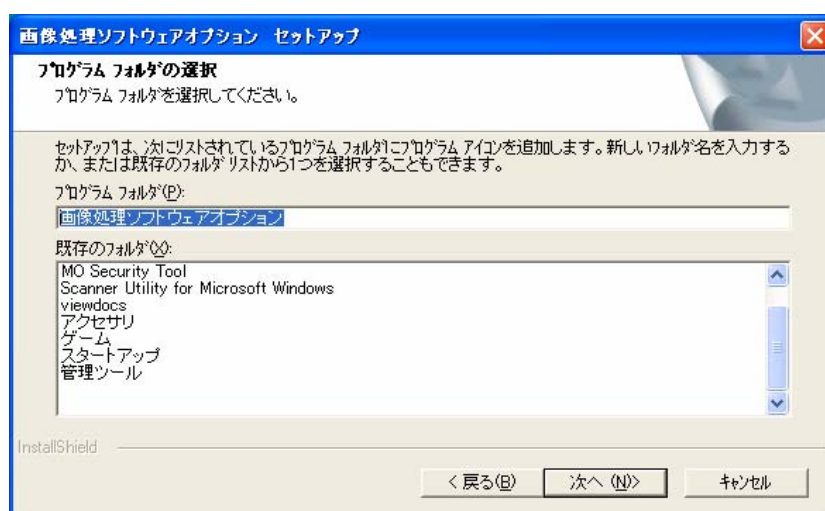 画像処理ソフトウェアオプション セットアップ
ﾌﾟﾛｸﾞﾗﾑ ﾌｫﾙﾀﾞの選択
ﾌﾟﾛｸﾞﾗﾑ ﾌｫﾙﾀﾞを選択してください。
ｾｯﾄｱｯﾌﾟは、次にﾘｽﾄされているﾌﾟﾛｸﾞﾗﾑ ﾌｫﾙﾀﾞにﾌﾟﾛｸﾞﾗﾑ ｱｲｺﾝを追加します。新しいﾌｫﾙﾀﾞ名を入力する
か、または既存のﾌｫﾙﾀﾞ ﾘｽﾄから1つを選択することもできます。
ﾌﾟﾛｸﾞﾗﾑ ﾌｫﾙﾀﾞ(P):
画像処理ソフトウェアオプション
既存のﾌｫﾙﾀﾞ(X):
MO Security Tool
Scanner Utility for Microsoft Windows
viewdocs
アクセサリ
ゲーム
スタートアップ
管理ツール
InstallShield
< 戻る(B) 次へ (N)> ｷｬﾝｾﾙ